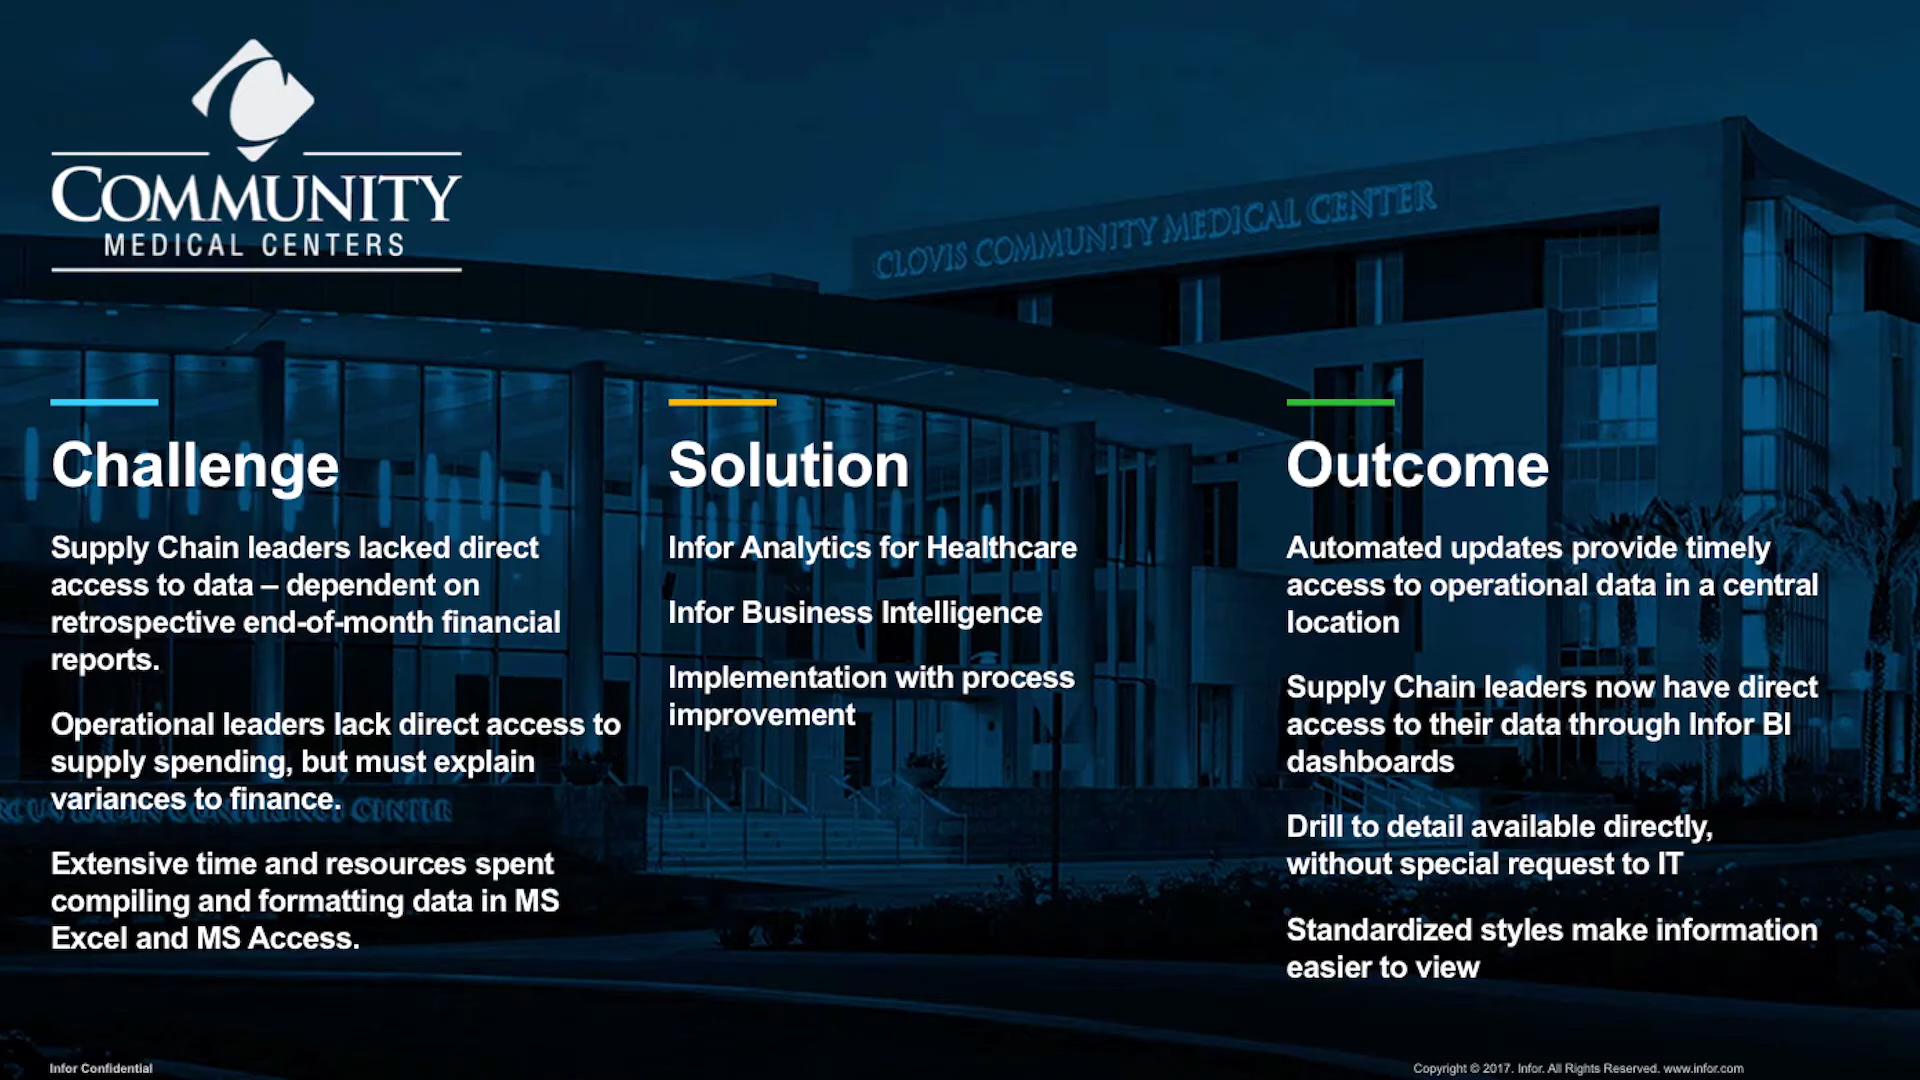 COMMUNITY
MEDICAL CENTERS
CLOVIS COMMUNITY MEDICAL CENTER
Challenge
Supply Chain leaders lacked direct
access to data – dependent on
retrospective end-of-month financial
reports.
Operational leaders lack direct access to
supply spending, but must explain
variances to finance.
Extensive time and resources spent
compiling and formatting data in MS
Excel and MS Access.
Solution
Infor Analytics for Healthcare
Infor Business Intelligence
Implementation with process
improvement
Outcome
Automated updates provide timely
access to operational data in a central
location
Supply Chain leaders now have direct
access to their data through Infor BI
dashboards
Drill to detail available directly,
without special request to IT
Standardized styles make information
easier to view
CENTER
Infor Confidential
Copyright © 2017. Infor. All Rights Reserved. www.infor.com